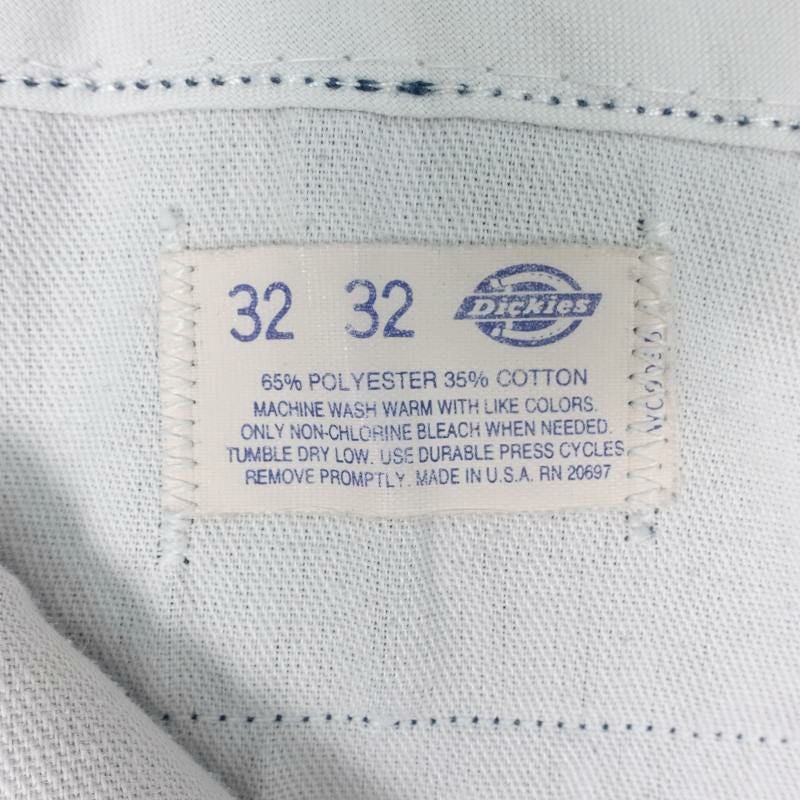 32 32 Dickies
65% POLYESTER 35% COTTON
MACHINE WASH WARM WITH LIKE COLORS.
ONLY NON-CHLORINE BLEACH WHEN NEEDED.
TUMBLE DRY LOW. USE DURABLE PRESS CYCLES
REMOVE PROMPTLY. MADE IN U.S.A. RN 20697